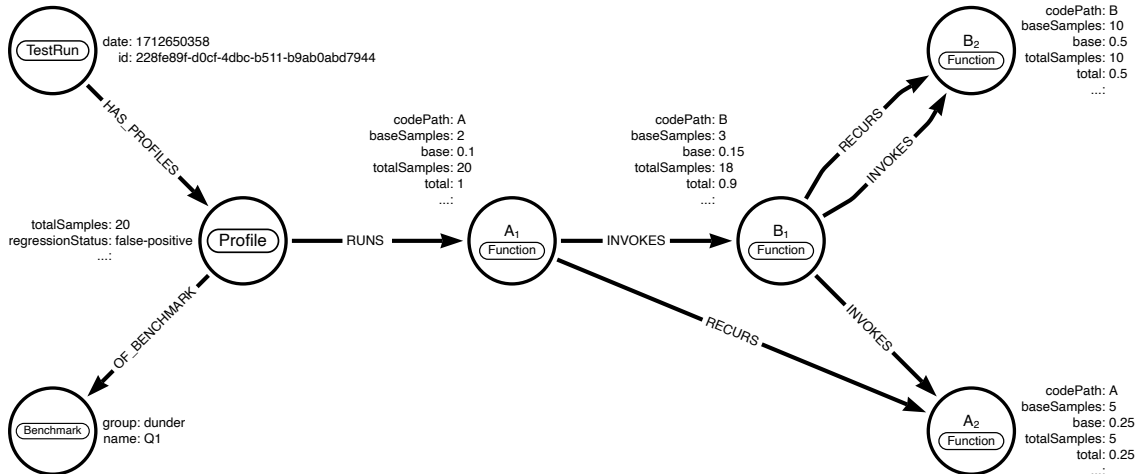 TestRun
date: 1712650358
id: 228fe89f-d0cf-4dbc-b511-b9ab0abd7944
HAS_PROFILES
totalSamples: 20
regressionStatus: false-positive
...:
Profile
OF_BENCHMARK
Benchmark
group: dunder
name: Q1
RUNS
codePath: A
baseSamples: 2
base: 0.1
totalSamples: 20
total: 1
...:
A1
Function
INVOKES
RECURS
codePath: B
baseSamples: 3
base: 0.15
totalSamples: 18
total: 0.9
...:
B1
Function
RECURS
INVOKES
INVOKES
B2
Function
codePath: B
baseSamples: 10
base: 0.5
totalSamples: 10
total: 0.5
...:
A2
Function
codePath: A
baseSamples: 5
base: 0.25
totalSamples: 5
total: 0.25
...: